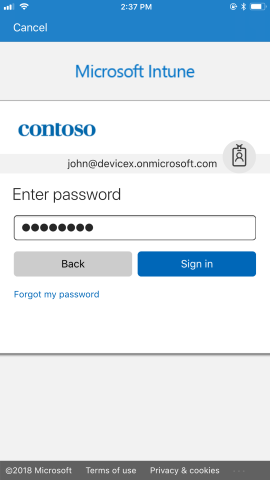 2:37 PM
Cancel
Microsoft Intune
contoso
john@devicex.onmicrosoft.com
Enter password
Back Sign in
Forgot my password
©2018 Microsoft Terms of use Privacy & cookies ...